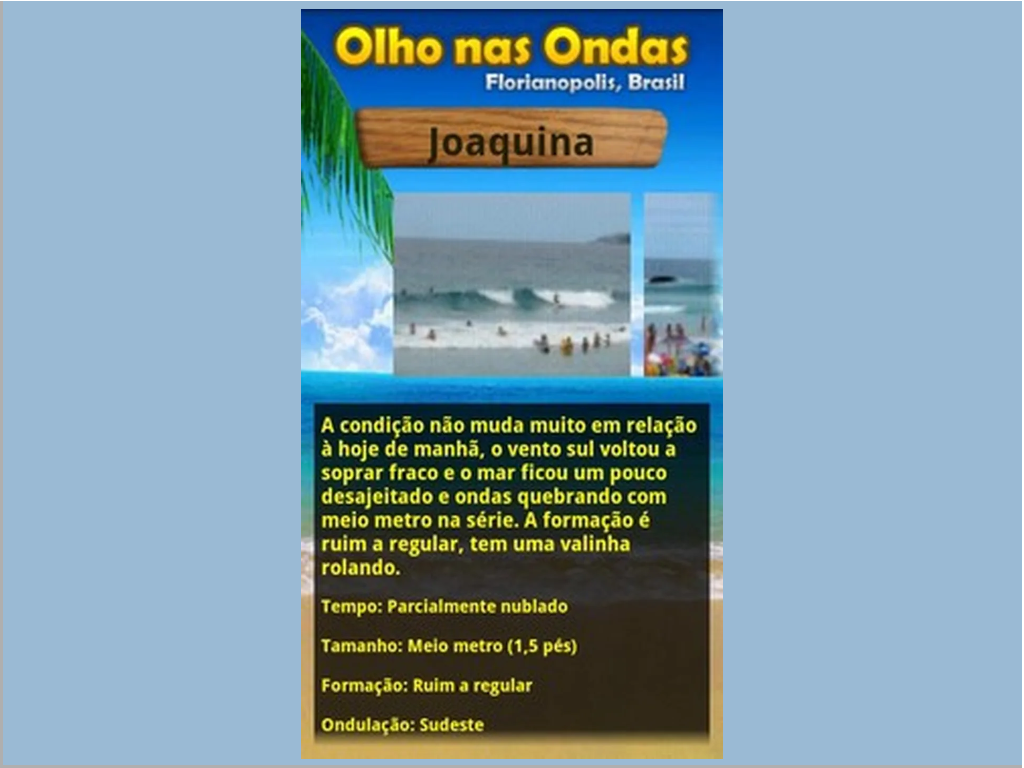 Olho nas Ondas
Florianopolis, Brasil
Joaquina
A condição não muda muito em relação
à hoje de manhã, o vento sul voltou a
soprar fraco e o mar ficou um pouco
desajeitado e ondas quebrando com
meio metro na série. A formação é
ruim a regular, tem uma valinha
rolando.
Tempo: Parcialmente nublado
Tamanho: Meio metro (1,5 pés)
Formação: Ruim a regular
Ondulação: Sudeste